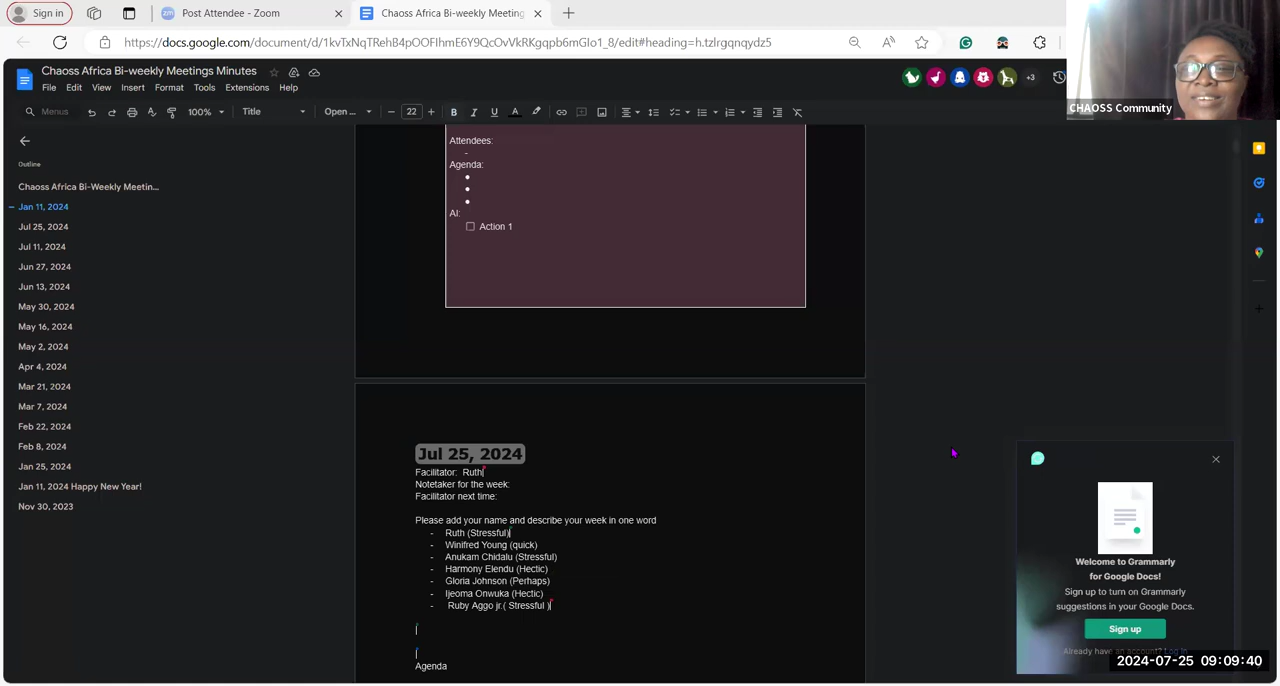 Sign in
Post Attendee - Zoom
Chaoss Africa Bi-weekly Meeting
https://docs.google.com/document/d/1kvTxNqTRehB4pOOFIhmE6Y9QcOvVkRKgqpb6mGIo1_8/edit#heading=h.tzlrgqnqydz5
Chaoss Africa Bi-weekly Meetings Minutes
File Edit View Insert Format Tools Extensions Help
+3
CHAOSS Community
Menus
100%
Title
Open ...
22
Outline
Chaoss Africa Bi-Weekly Meetin...
Jan 11, 2024
Jul 25, 2024
Jul 11, 2024
Jun 27, 2024
Jun 13, 2024
May 30, 2024
May 16, 2024
May 2, 2024
Apr 4, 2024
Mar 21, 2024
Mar 7, 2024
Feb 22, 2024
Feb 8, 2024
Jan 25, 2024
Jan 11, 2024 Happy New Year!
Nov 30, 2023
Attendees:
-
Agenda:
AI:
Action 1
Jul 25, 2024
Facilitator: Ruth
Notetaker for the week:
Facilitator next time:
Please add your name and describe your week in one word
- Ruth (Stressful)
- Winifred Young (quick)
- Anukam Chidalu (Stressful)
- Harmony Elendu (Hectic)
- Gloria Johnson (Perhaps)
- Ijeoma Onwuka (Hectic)
- Ruby Aggo jr.( Stressful )
Agenda
Welcome to Grammarly
for Google Docs!
Sign up to turn on Grammarly
suggestions in your Google Docs.
Sign up
Already have an account? Log in
2024-07-25 09:09:40